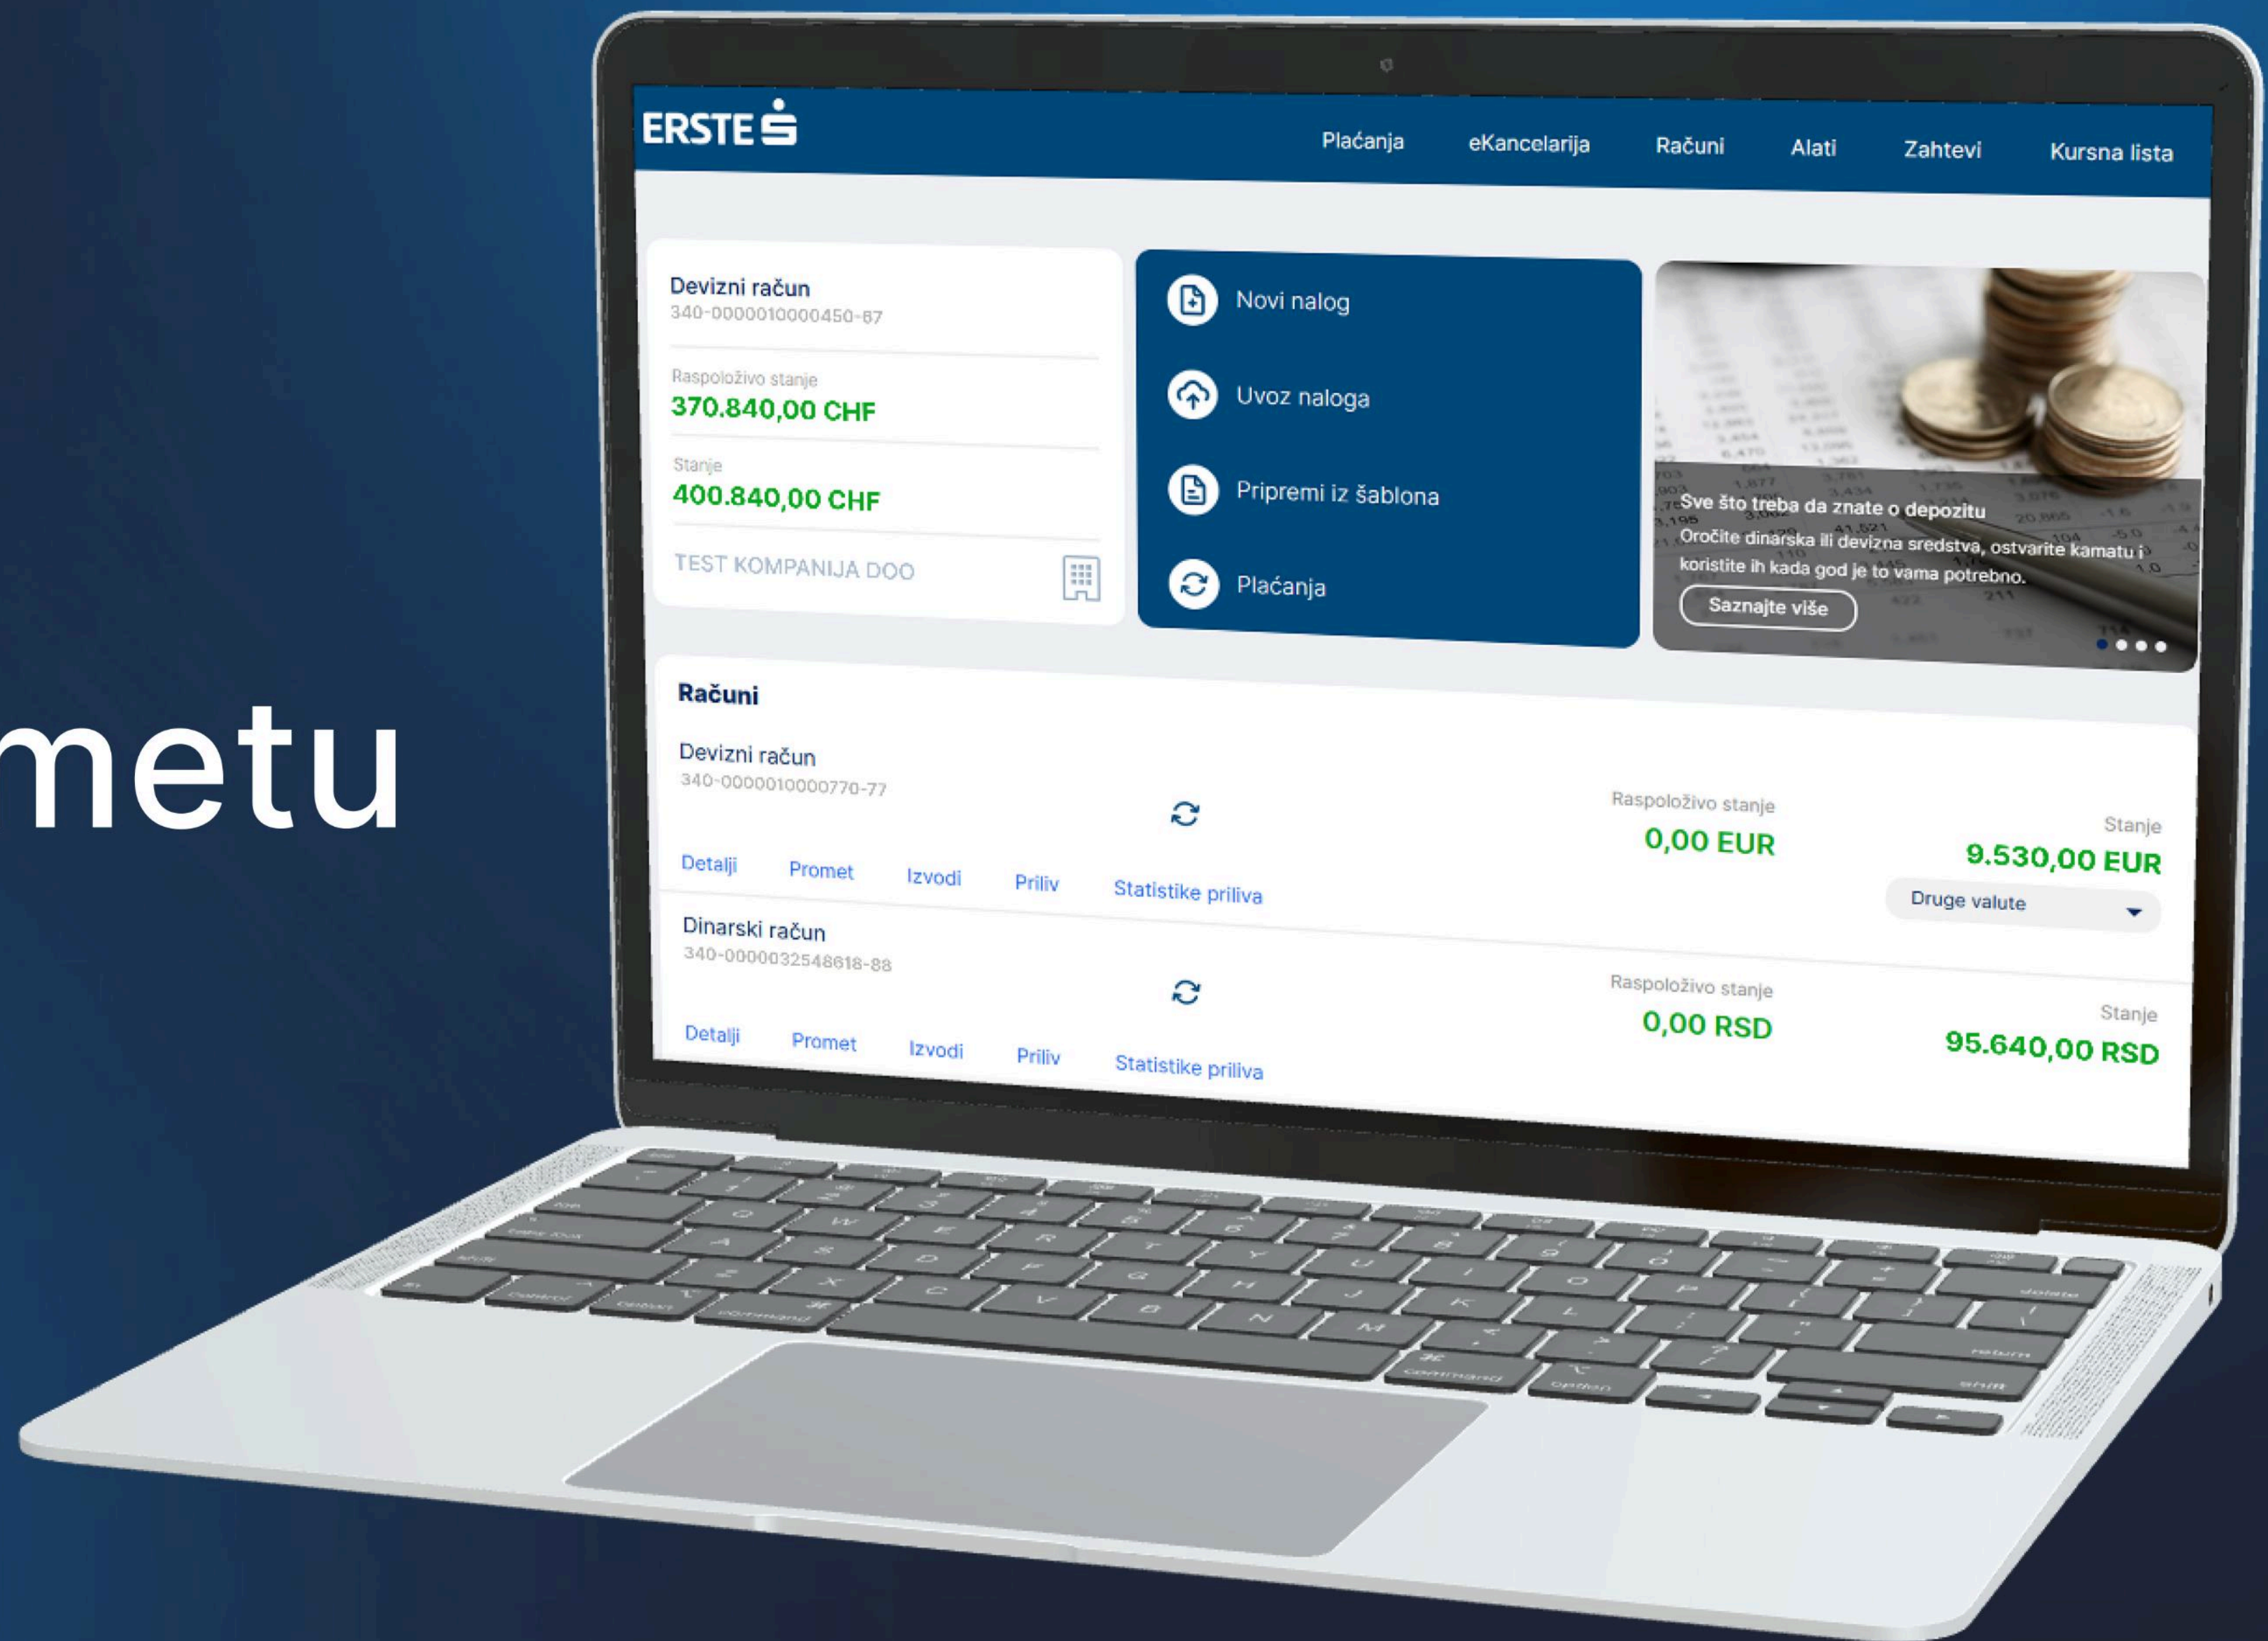 metu
ERSTE
Plaćanja eKancelarija Računi Alati Zahtevi Kursna lista
Devizni račun
340-0000010000450-67
Raspoloživo stanje
370.840,00 CHF
Stanje
400.840,00 CHF
TEST KOMPANIJA DOO
Novi nalog
Uvoz naloga
Pripremi iz šablona
Plaćanja
Sve što treba da znate o depozitu
Oročite dinarska ili devizna sredstva, ostvarite kamatu i
koristite ih kada god je to vama potrebno.
Saznajte više
Računi
Devizni račun
340-0000010000770-77
Raspoloživo stanje
0,00 EUR
Stanje
9.530,00 EUR
Druge valute
Detalji Promet Izvodi Priliv Statistike priliva
Dinarski račun
340-0000032548618-88
Raspoloživo stanje
0,00 RSD
Stanje
95.640,00 RSD
Detalji Promet Izvodi Priliv Statistike priliva